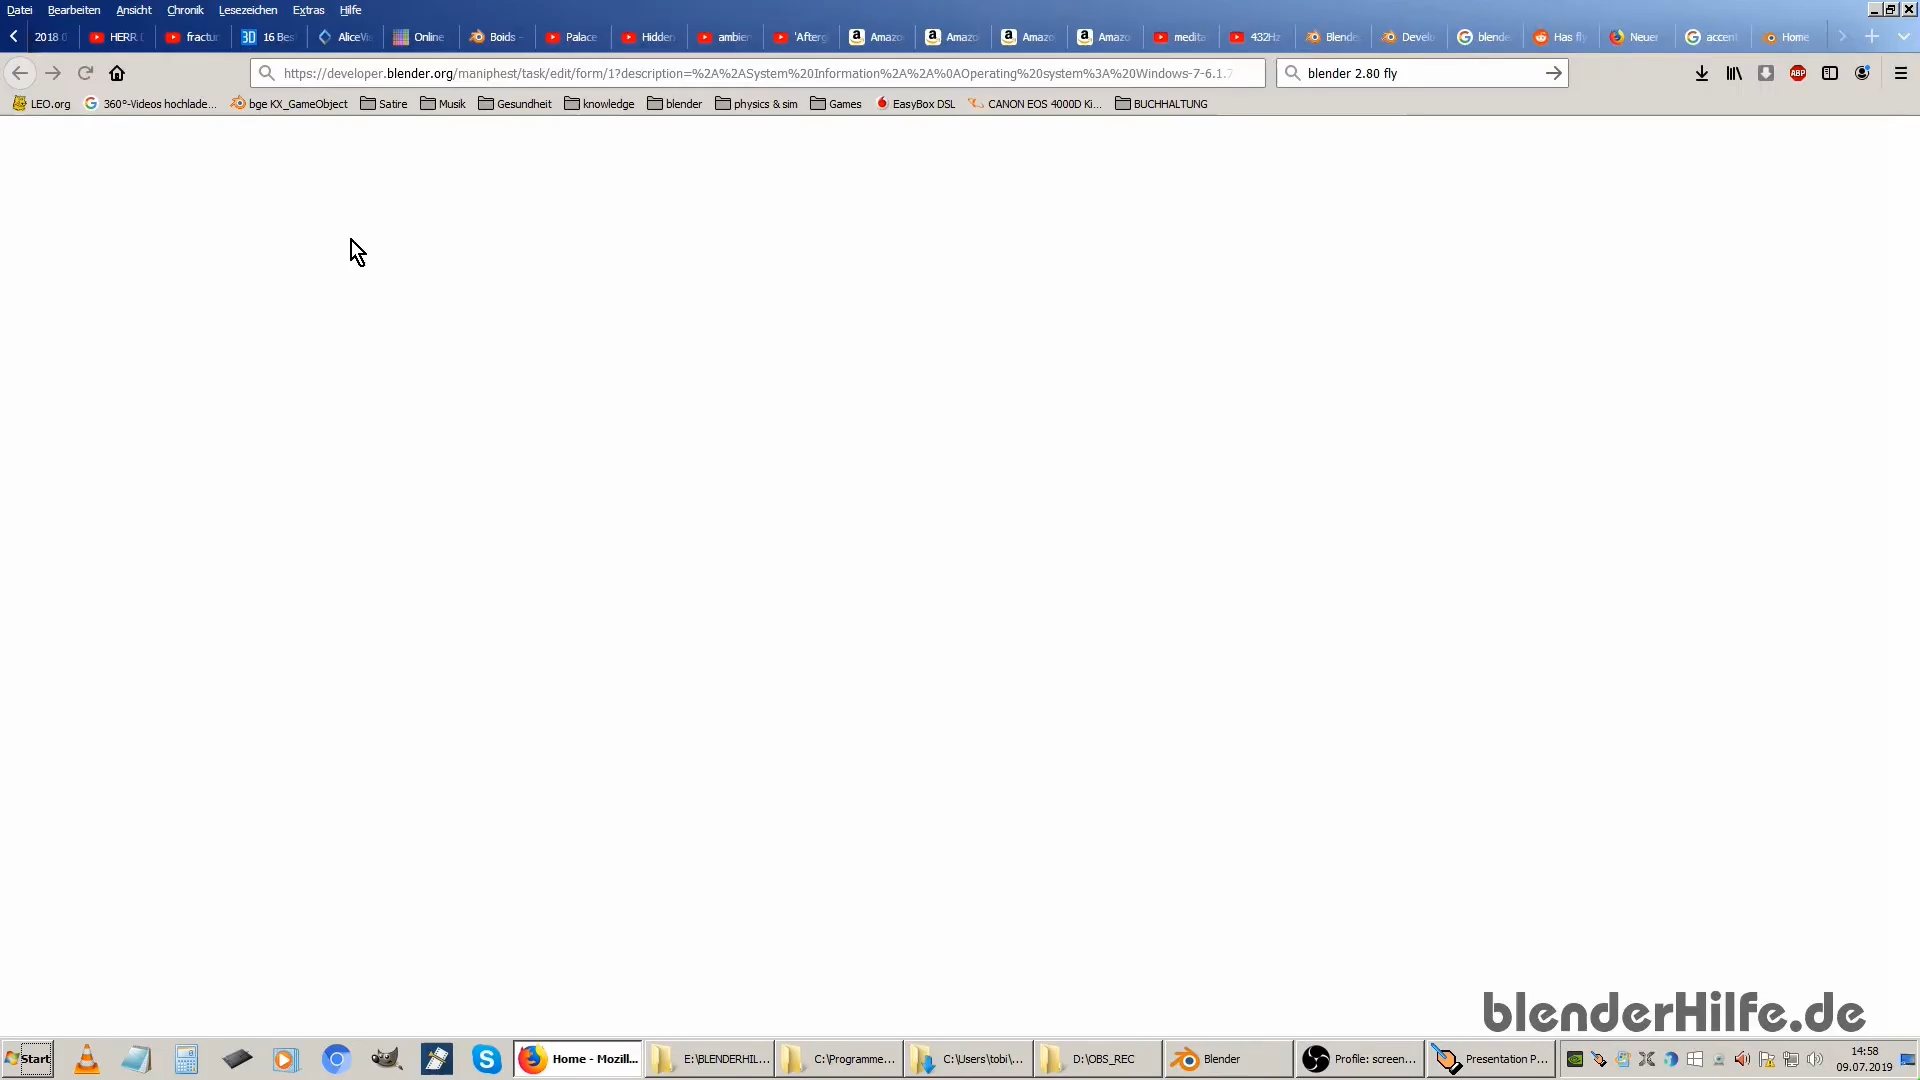 Datei Bearbeiten Ansicht Chronik Lesezeichen Extras Hilfe
2018 HERR fractu 16 Bes AliceVi Online Boids - Palace Hidden ambien 'Afterg Amazo Amazo Amazo Amazo medita 432Hz Blende Develo blende Has fly Neuer accent Home
https://developer.blender.org/maniphest/task/edit/form/1?description=%2A%2ASystem%20Information%2A%2A%0AOperating%20system%3A%20Windows-7-6.1.7 blender 2.80 fly ABP
LEO.org 360°-Videos hochlade... bge KX_GameObject Satire Musik Gesundheit knowledge blender physics & sim Games EasyBox DSL CANON EOS 4000D Ki... BUCHHALTUNG
blenderHilfe.de
Start Home - Mozill... E:\BLENDERHIL... C:\Programme... C:\Users\tobi\... D:\OBS_REC Blender Profile: screen... Presentation P... 14:58
09.07.2019